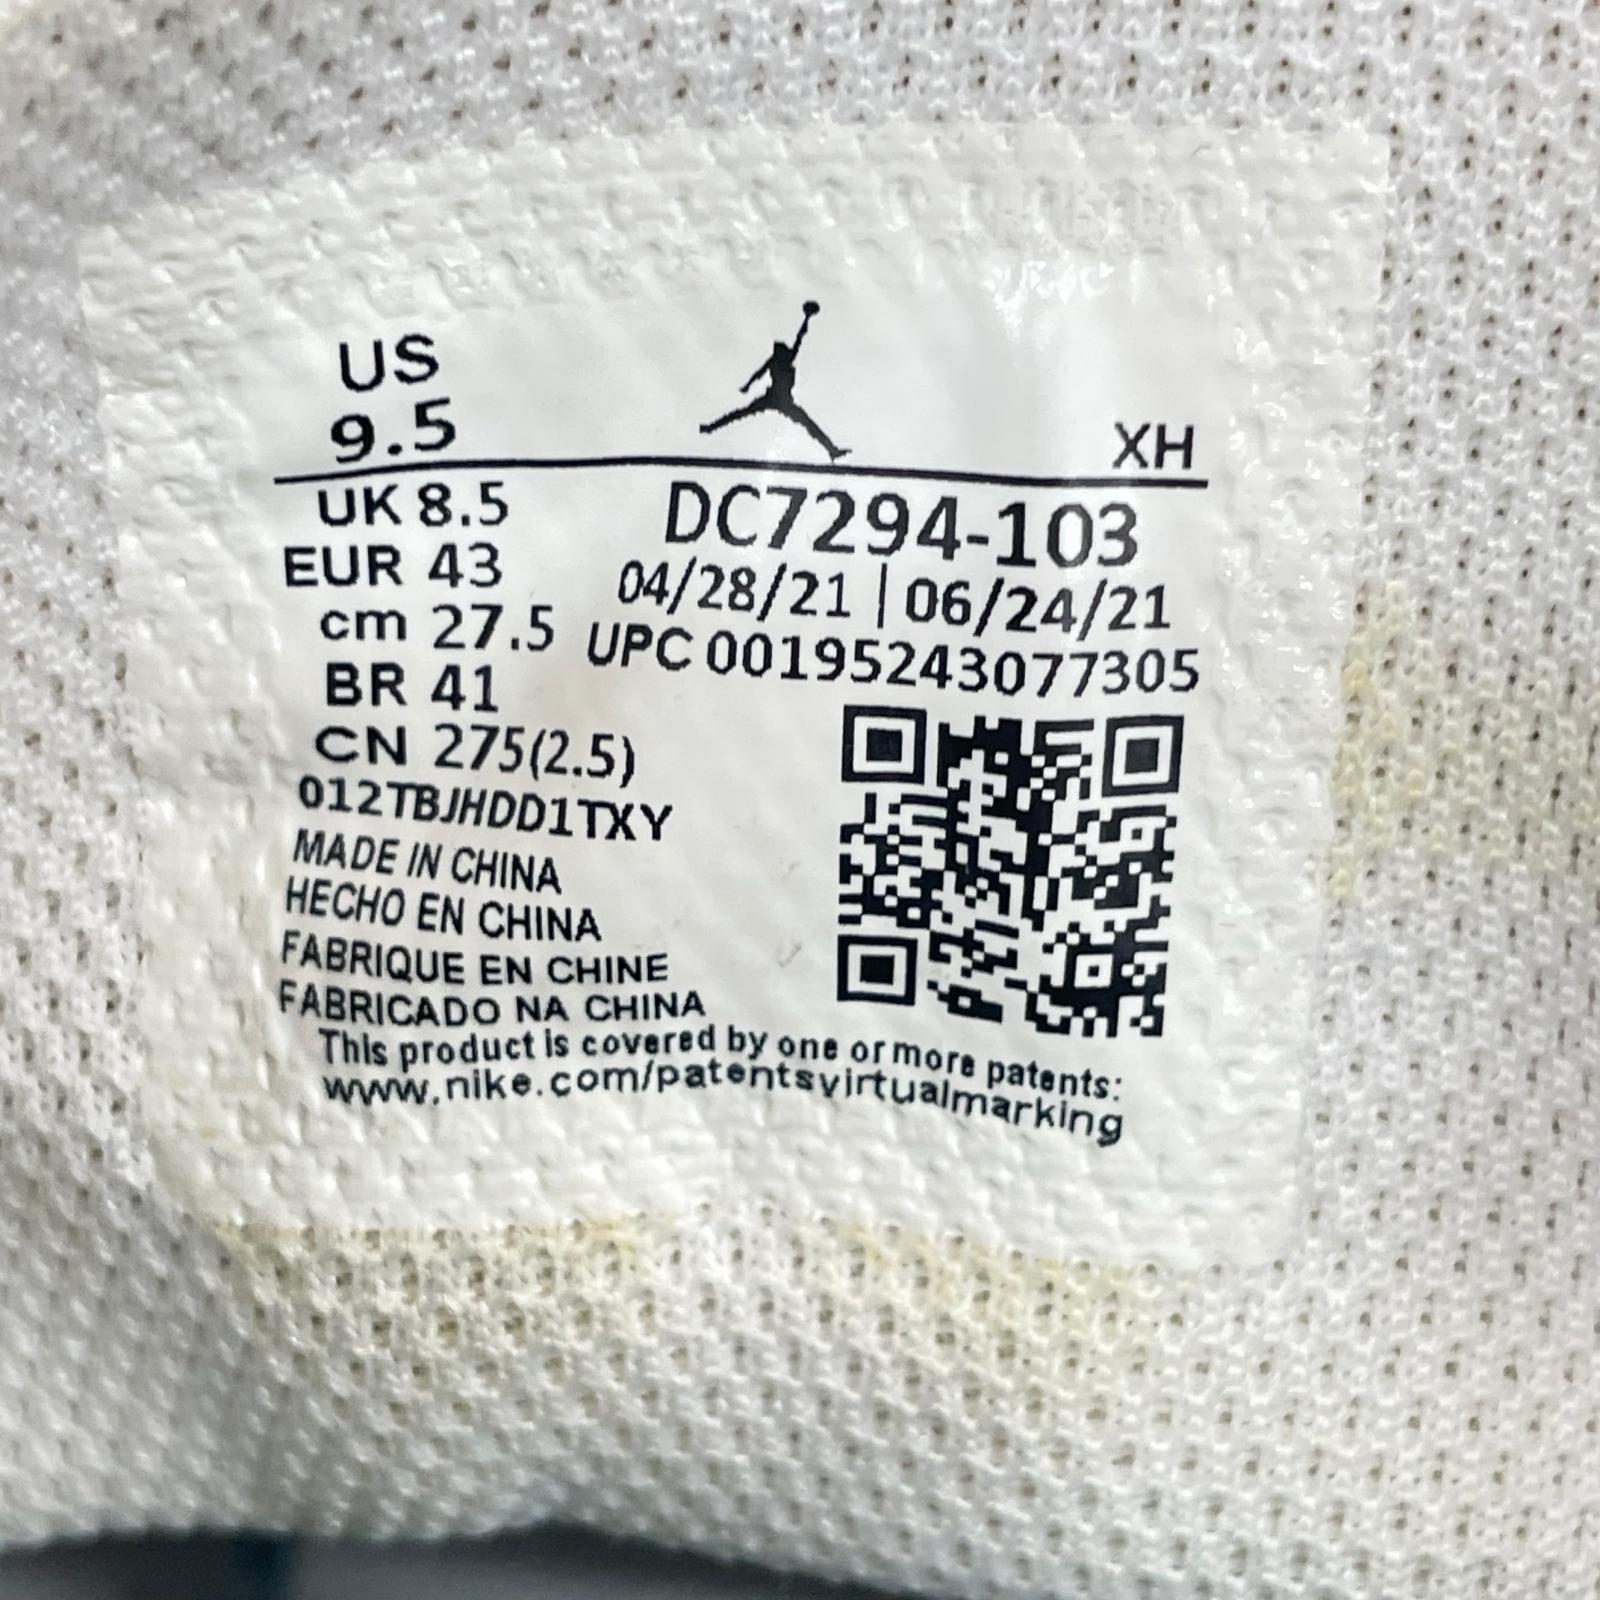 US
9.5
XH
UK 8.5
EUR 43
cm 27.5
BR 41
CN 275(2.5)
DC7294-103
04/28/21 | 06/24/21
UPC 00195243077305
012TBJHDD1TXY
MADE IN CHINA
HECHO EN CHINA
FABRIQUE EN CHINE
FABRICADO NA CHINA
This product is covered by one or more patents:
www.nike.com/patentsvirtualmarking